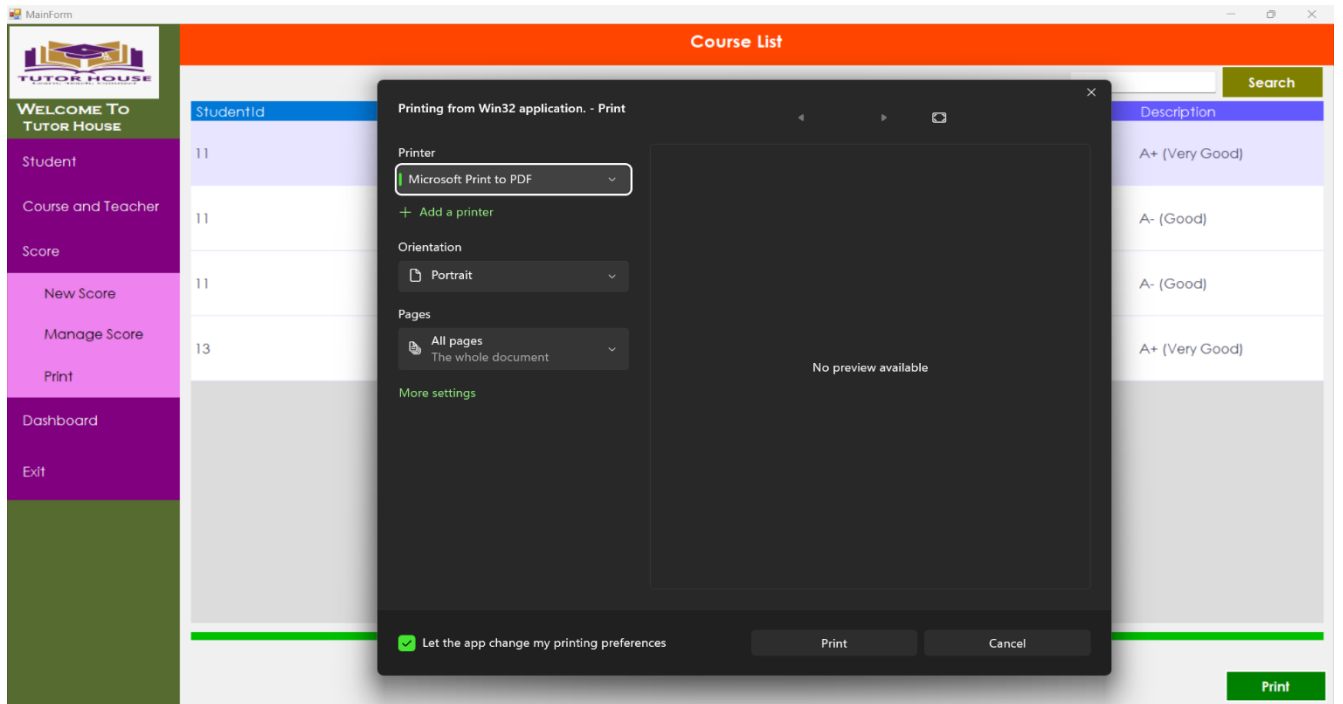 MainForm
TUTOR HOUSE
WELCOME TO
TUTOR HOUSE
Student
Course and Teacher
Score
New Score
Manage Score
Print
Dashboard
Exit
Course List
Search
StudentId
Description
11
A+ (Very Good)
11
A- (Good)
11
A- (Good)
13
A+ (Very Good)
Printing from Win32 application. - Print
Printer
Microsoft Print to PDF
+ Add a printer
Orientation
Portrait
Pages
All pages
The whole document
More settings
No preview available
Let the app change my printing preferences
Print
Cancel
Print